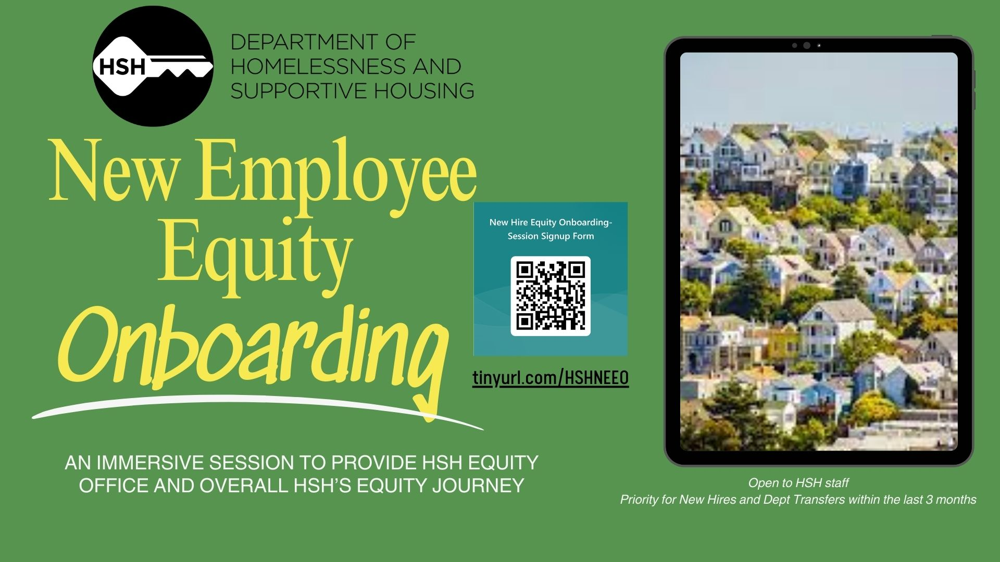 HSH
DEPARTMENT OF
HOMELESSNESS AND
SUPPORTIVE HOUSING
New Employee
Equity
Onboarding
New Hire Equity Onboarding-
Session Signup Form
tinyurl.com/HSHNEEO
AN IMMERSIVE SESSION TO PROVIDE HSH EQUITY
OFFICE AND OVERALL HSH’S EQUITY JOURNEY
Open to HSH staff
Priority for New Hires and Dept Transfers within the last 3 months